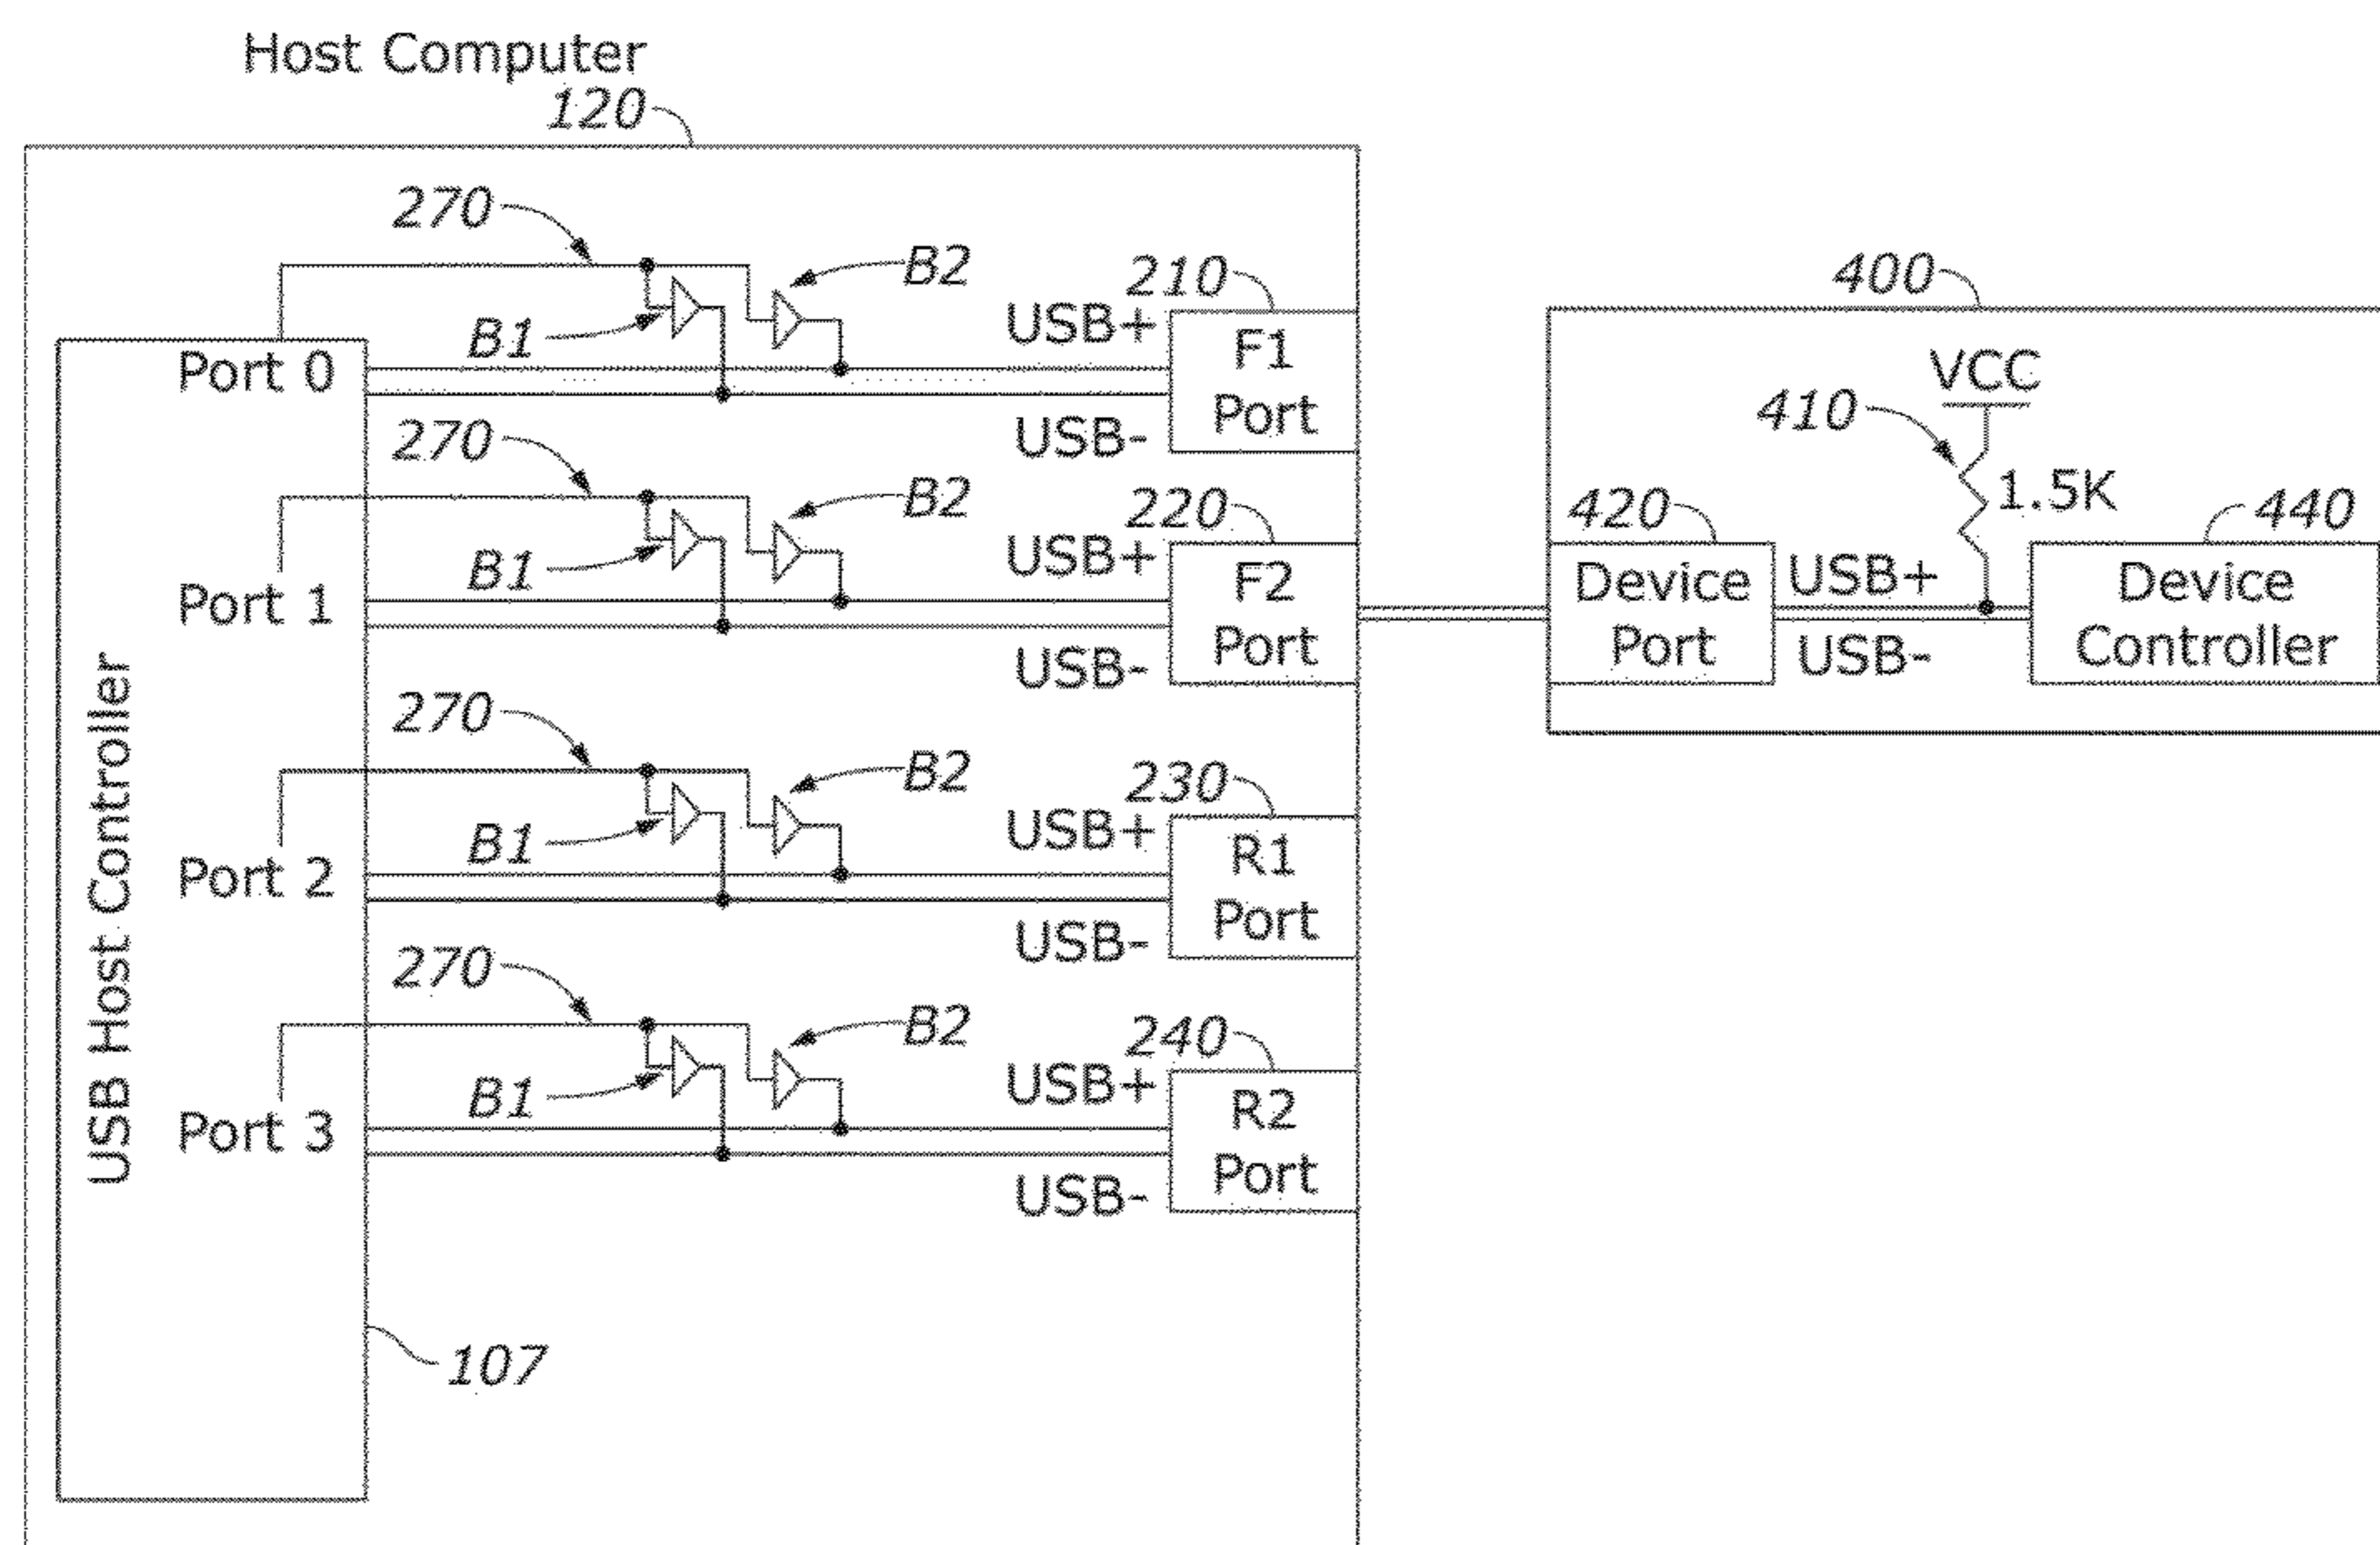 Host Computer
120
270
B2
B1
Port 0
USB+
USB-
210
F1
Port
270
B2
B1
Port 1
USB+
USB-
220
F2
Port
270
B2
B1
Port 2
USB+
USB-
230
R1
Port
270
B2
B1
Port 3
USB+
USB-
240
R2
Port
USB Host Controller
107
400
VCC
410
1.5K
420
Device
Port
USB+
USB-
440
Device
Controller